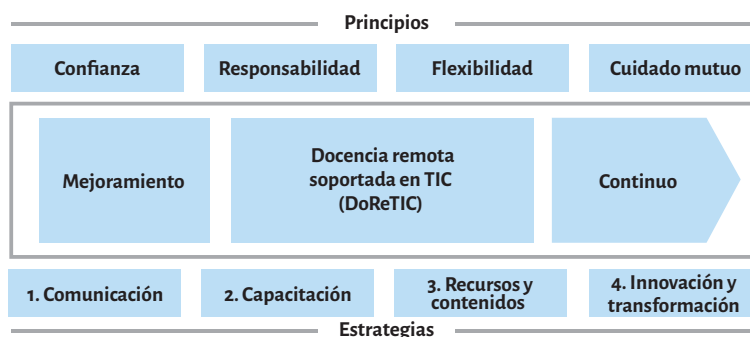 Principios
Confianza
Responsabilidad
Flexibilidad
Cuidado mutuo
Mejoramiento
Docencia remota
soportada en TIC
(DoReTIC)
Continuo
1. Comunicación
2. Capacitación
3. Recursos y
contenidos
4. Innovación y
transformación
Estrategias